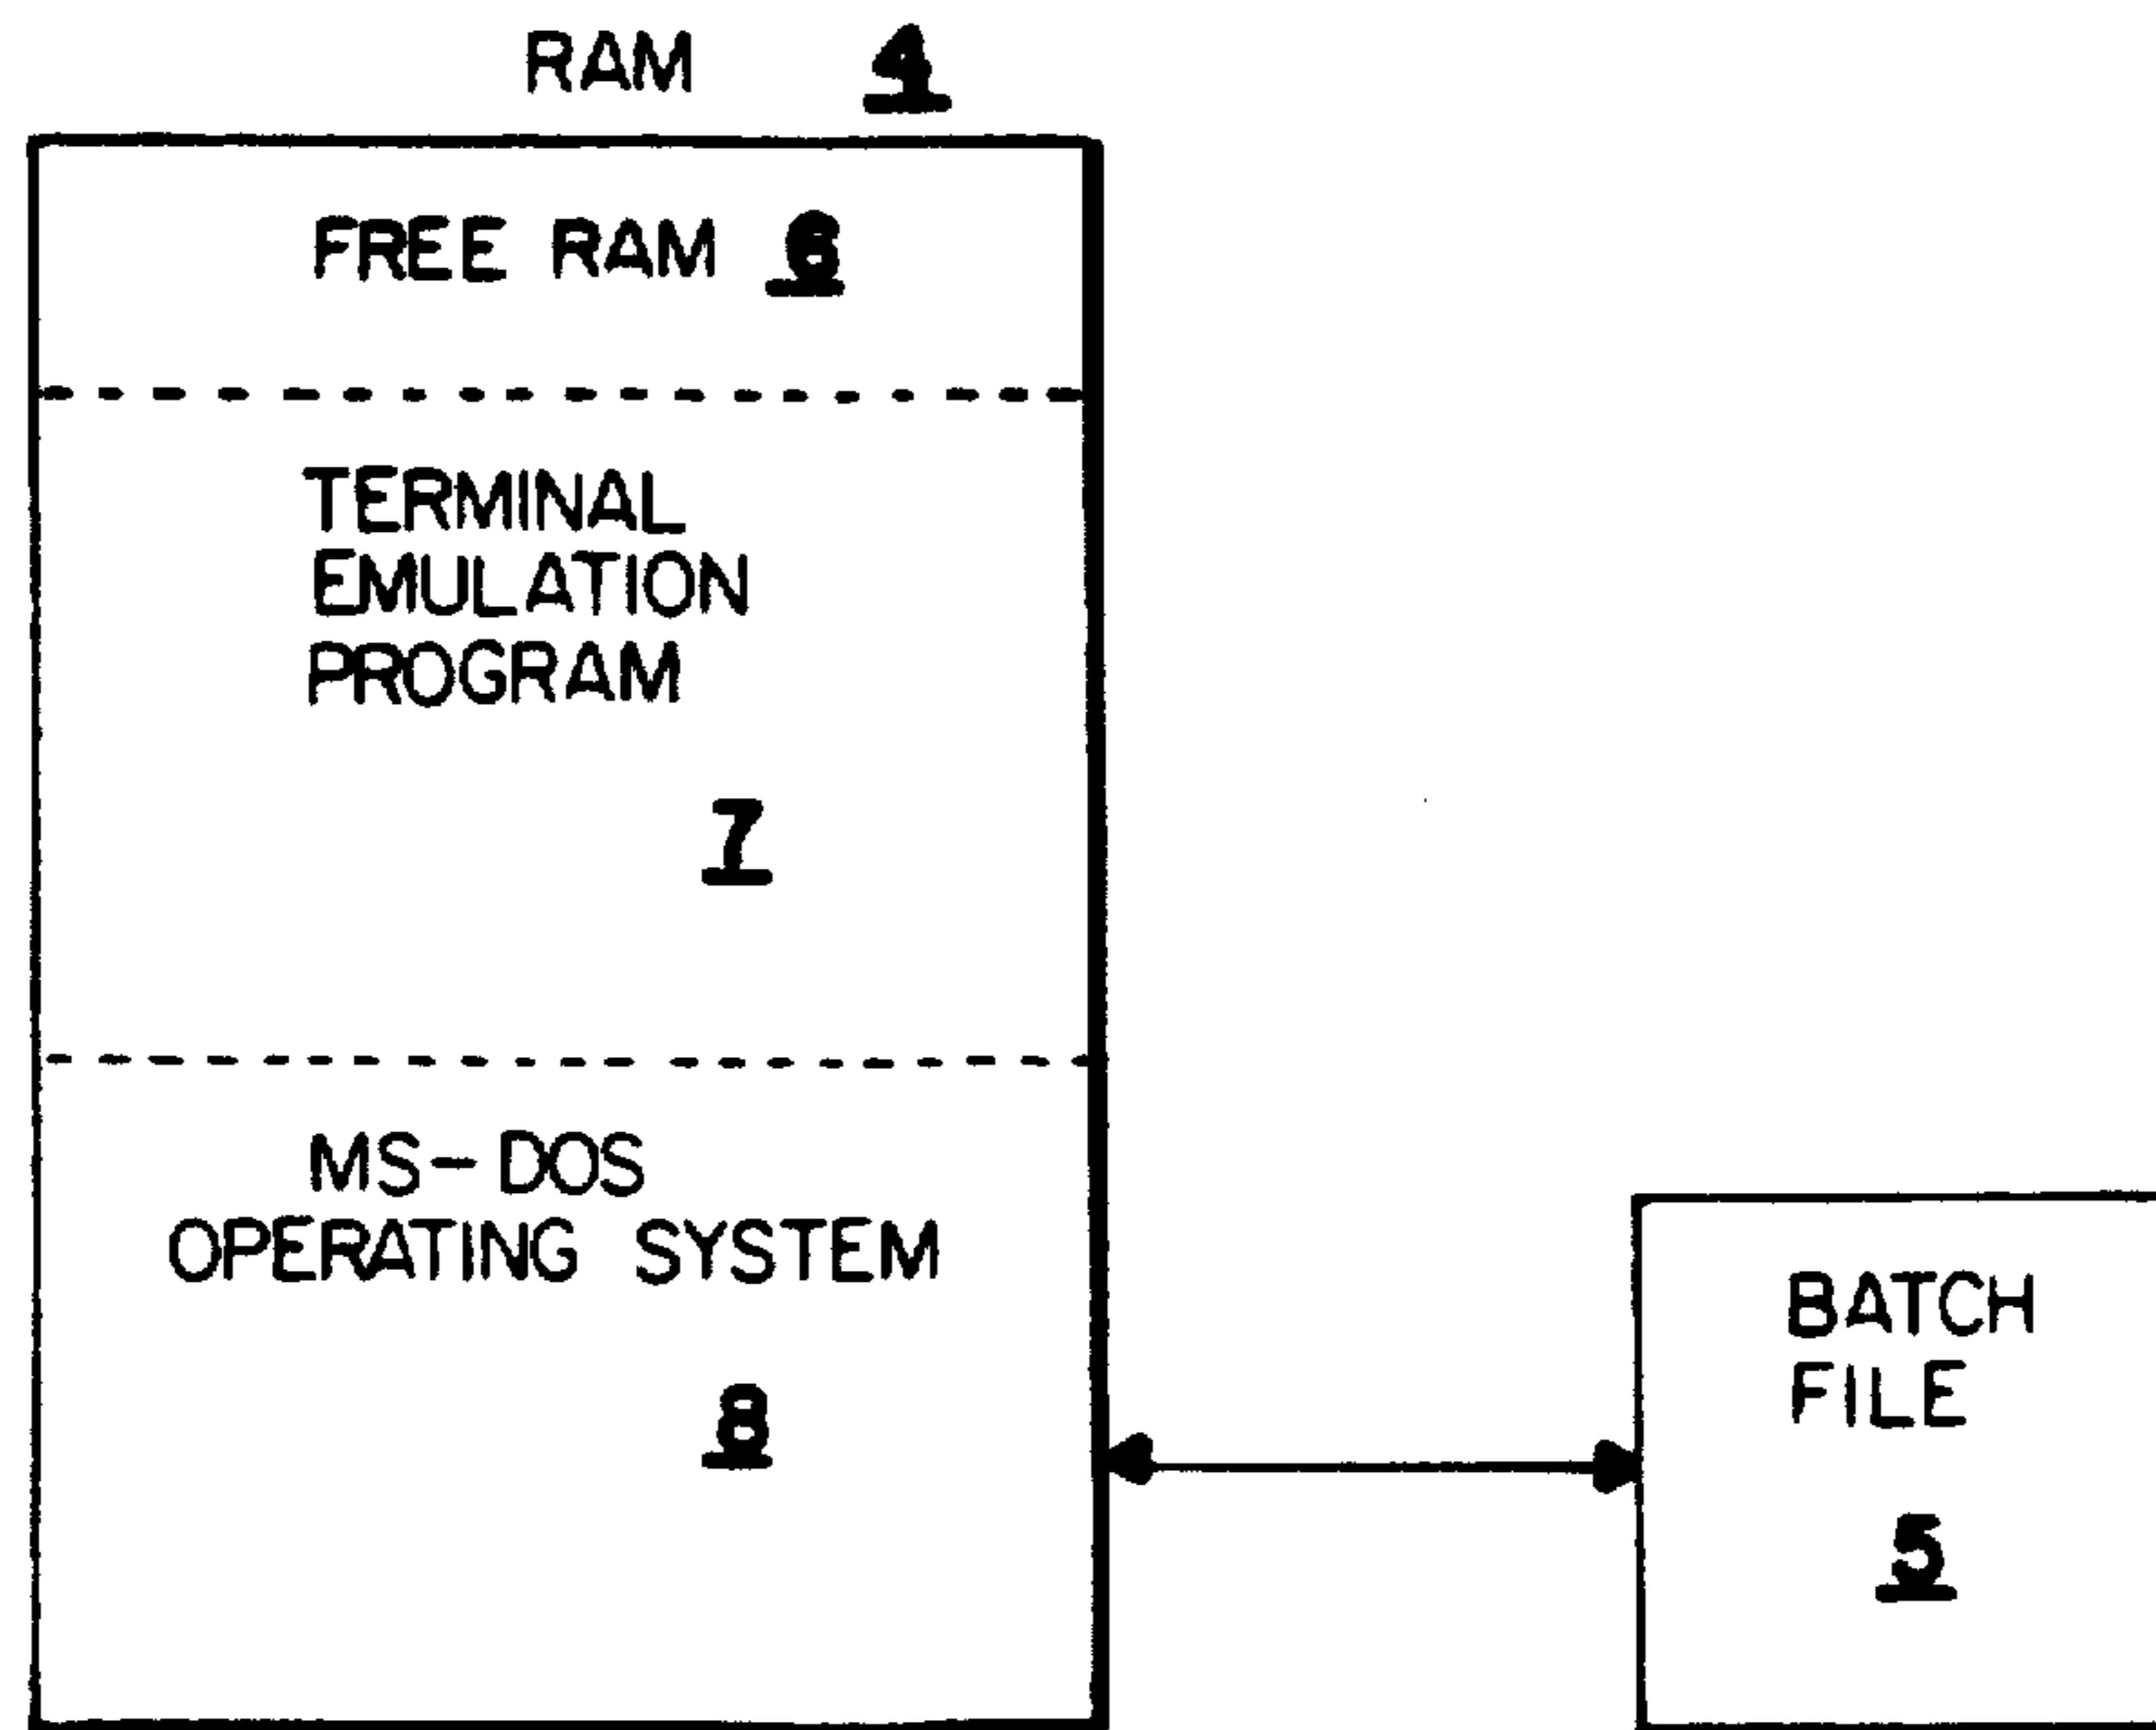 RAM 4
FREE RAM 6
TERMINAL
EMULATION
PROGRAM
7
MS-DOS
OPERATING SYSTEM
8
BATCH
FILE
5